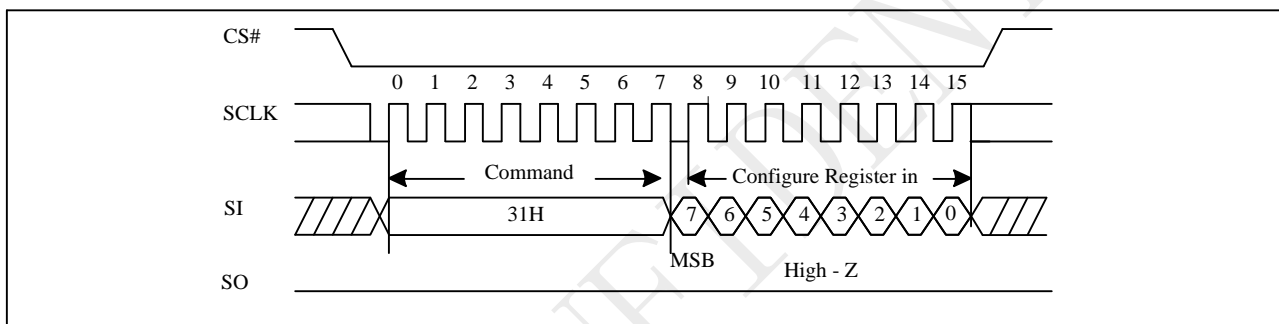 CS#
0 1 2 3 4 5 6 7 8 9 10 11 12 13 14 15
SCLK
Command Configure Register in
SI 31H 7 6 5 4 3 2 1 0
MSB High - Z
SO